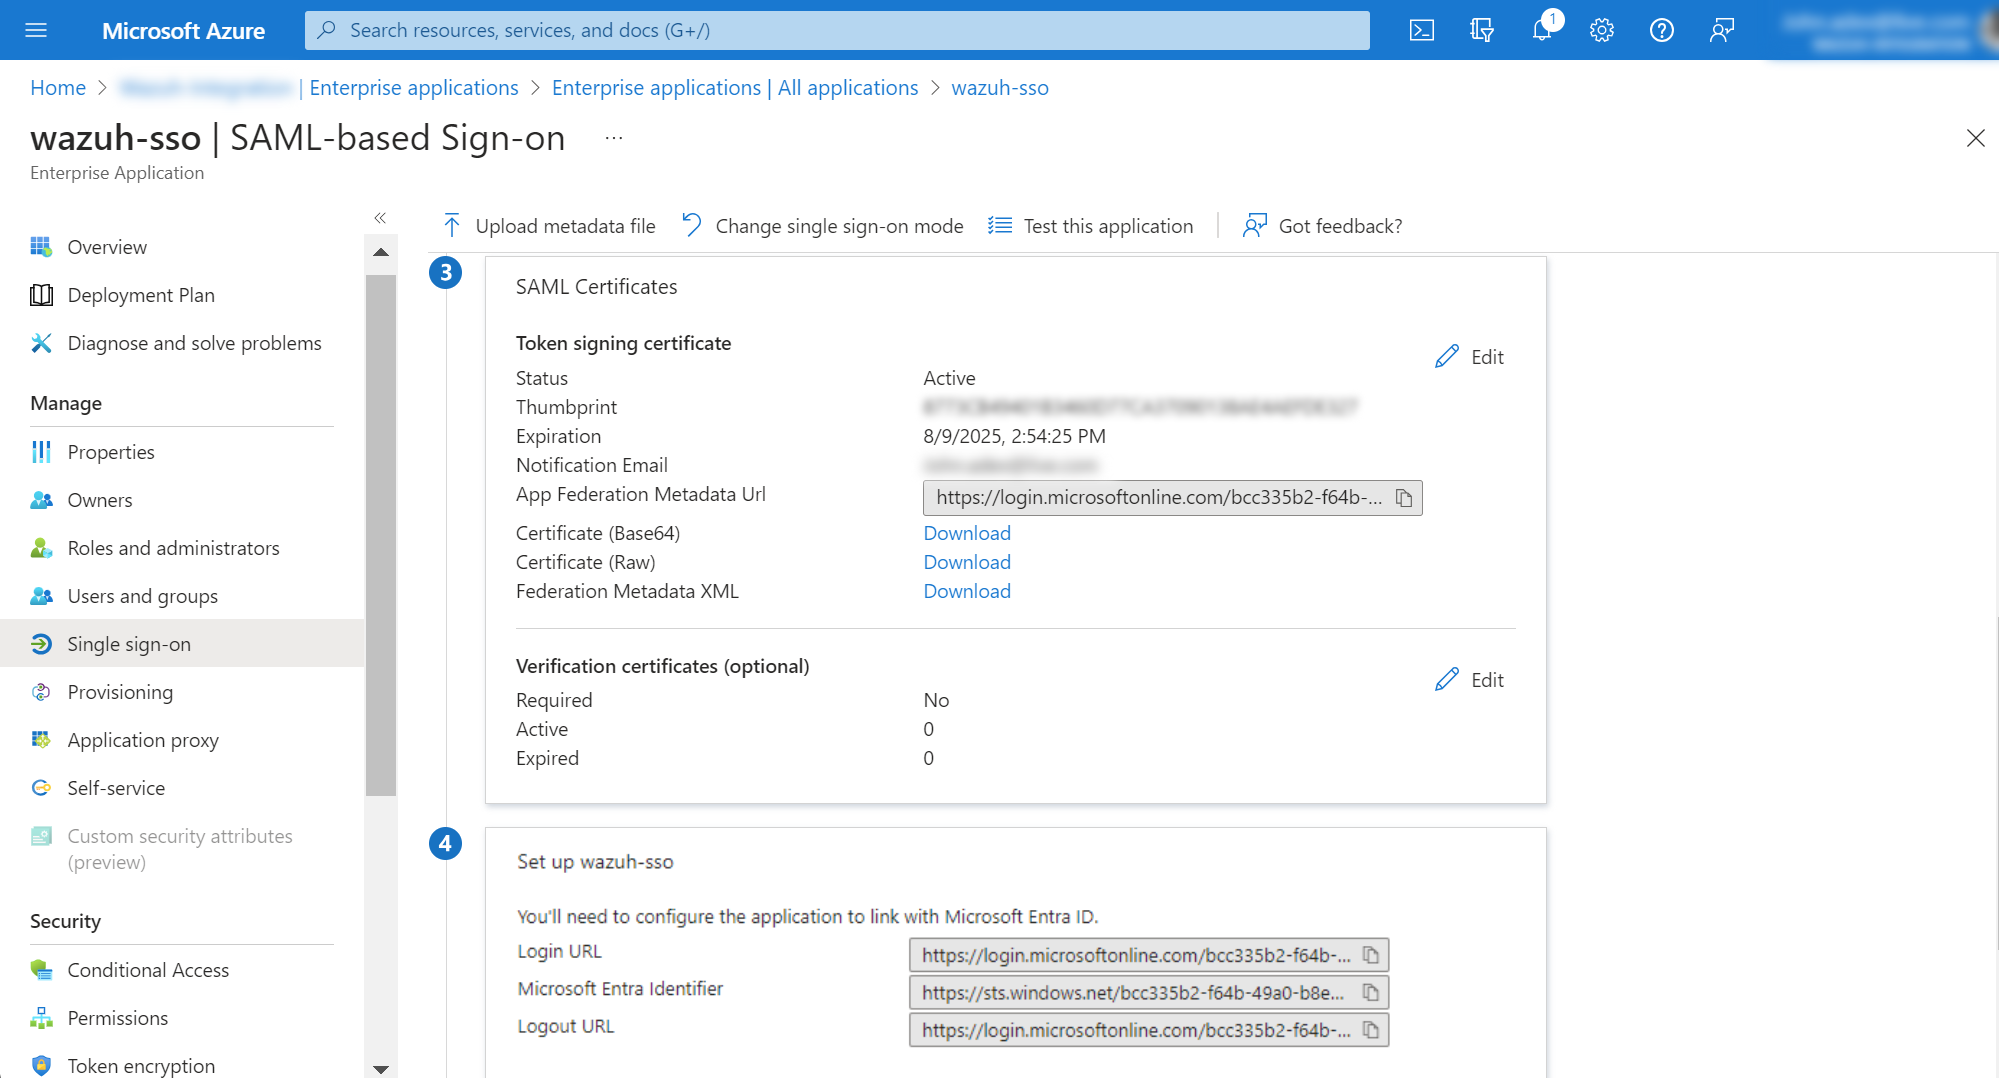 Microsoft Azure
Search resources, services, and docs (G+/)
1
Home > | Enterprise applications > Enterprise applications | All applications > wazuh-sso
wazuh-sso | SAML-based Sign-on ...
Enterprise Application
Overview
Deployment Plan
Diagnose and solve problems
Manage
Properties
Owners
Roles and administrators
Users and groups
Single sign-on
Provisioning
Application proxy
Self-service
Custom security attributes
(preview)
Security
Conditional Access
Permissions
Token encryption
Upload metadata file Change single sign-on mode Test this application Got feedback?
3
SAML Certificates
Token signing certificate
Edit
Status Active
Thumbprint
Expiration 8/9/2025, 2:54:25 PM
Notification Email
App Federation Metadata Url https://login.microsoftonline.com/bcc335b2-f64b-...
Certificate (Base64) Download
Certificate (Raw) Download
Federation Metadata XML Download
Verification certificates (optional)
Edit
Required No
Active 0
Expired 0
4
Set up wazuh-sso
You'll need to configure the application to link with Microsoft Entra ID.
Login URL https://login.microsoftonline.com/bcc335b2-f64b-...
Microsoft Entra Identifier https://sts.windows.net/bcc335b2-f64b-49a0-b8e...
Logout URL https://login.microsoftonline.com/bcc335b2-f64b-...